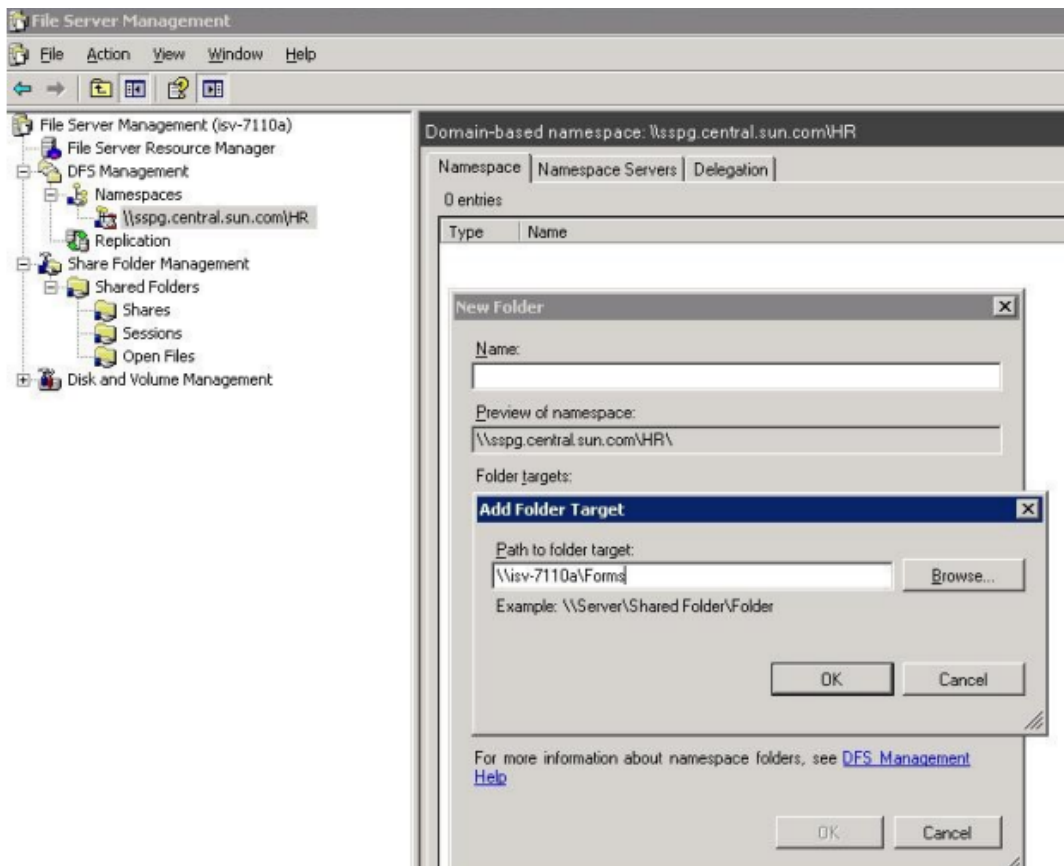 File Server Management
File Action View Window Help
File Server Management (isv-7110a)
File Server Resource Manager
DFS Management
Namespaces
\\sspg.central.sun.com\HR
Replication
Share Folder Management
Shared Folders
Shares
Sessions
Open Files
Disk and Volume Management
Domain-based namespace: \\sspg.central.sun.com\HR
Namespace Namespace Servers Delegation
0 entries
Type Name
New Folder
Name:
Preview of namespace:
\\sspg.central.sun.com\HR\
Folder targets:
Add Folder Target
Path to folder target:
\\isv-7110a\Forms
Browse...
Example: \\Server\Shared Folder\Folder
OK Cancel
For more information about namespace folders, see DFS Management
Help
OK Cancel